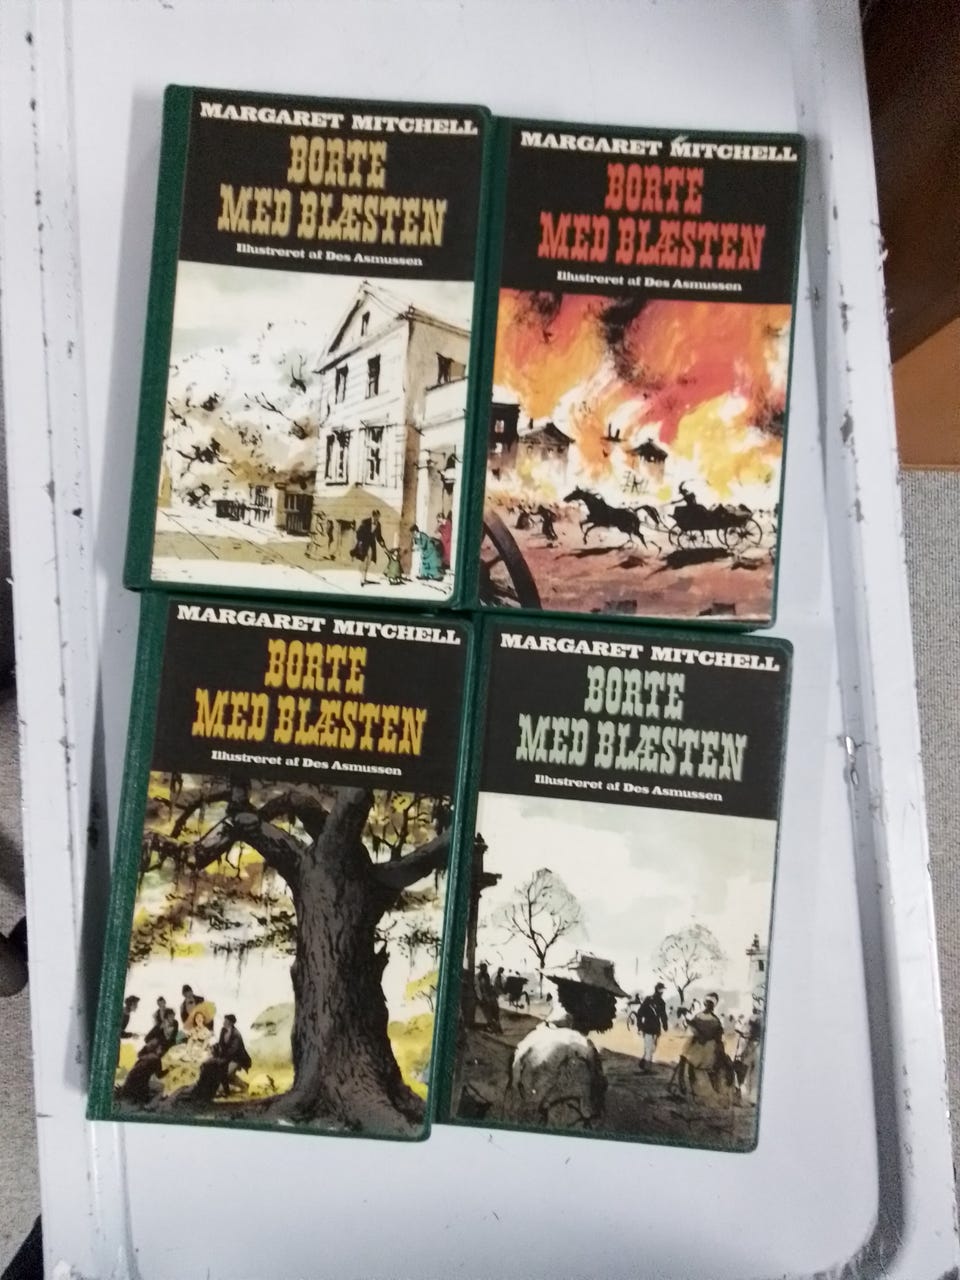 MARGARET MITCHELL
BORTE
MED BLÆSTEN
Illustreret af Des Asmussen
MARGARET MITCHELL
BORTE
MED BLÆSTEN
Illustreret af Des Asmussen
MARGARET MITCHELL
BORTE
MED BLÆSTEN
Illustreret af Des Asmussen
MARGARET MITCHELL
BORTE
MED BLÆSTEN
Illustreret af Des Asmussen